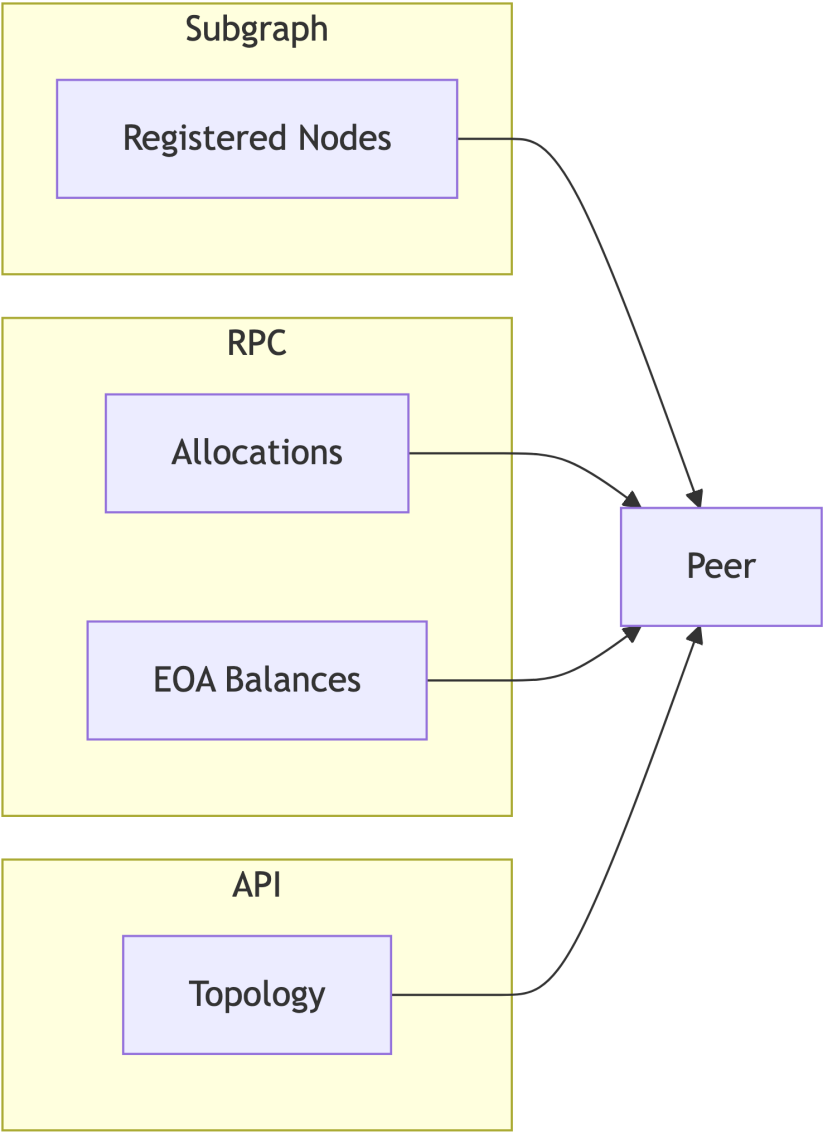 Subgraph
Registered Nodes
RPC
Allocations
Peer
EOA Balances
API
Topology